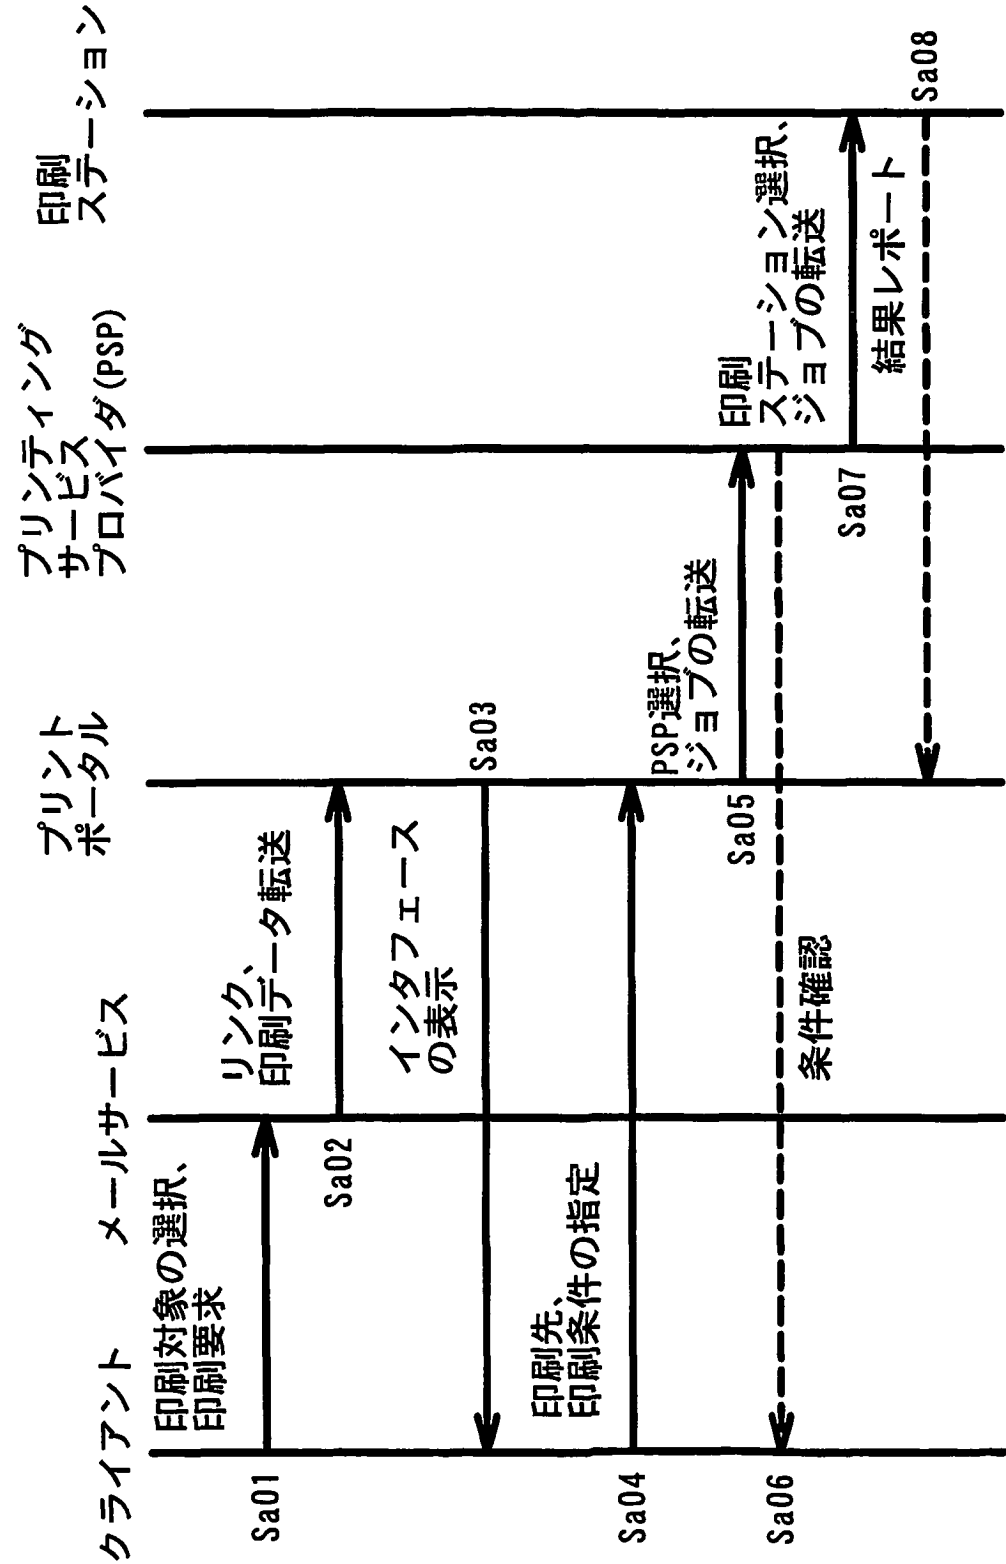 クライアント
メールサービス
プリント
ポータル
プリンティング
サービス
プロバイダ(PSP)
印刷
ステーション
印刷対象の選択、
印刷要求
Sa01
リンク、
印刷データ転送
Sa02
インタフェース
の表示
Sa03
印刷先、
印刷条件の指定
Sa04
PSP選択、
ジョブの転送
Sa05
条件確認
Sa06
印刷
ステーション選択、
ジョブの転送
Sa07
結果レポート
Sa08